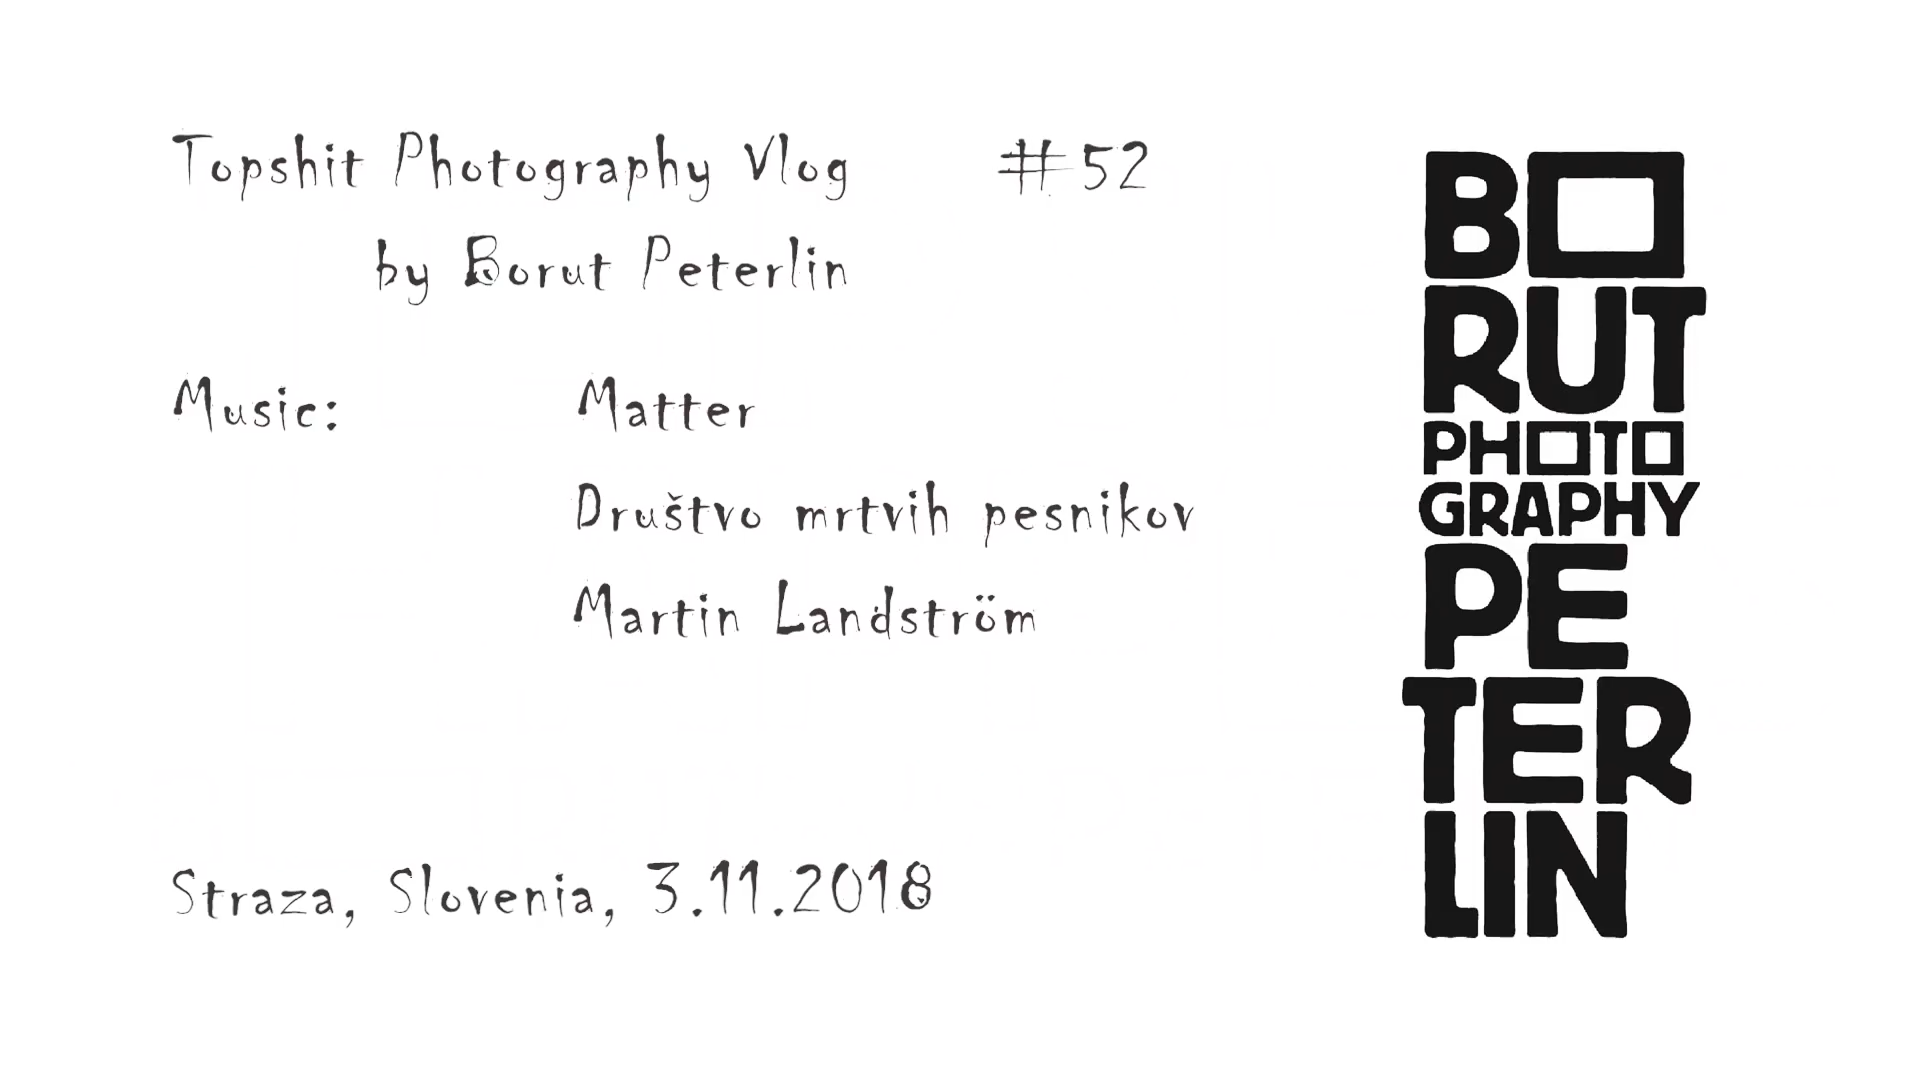 Topshit Photography Vlog #52
by Borut Peterlin
Music: Matter
Društvo mrtvih pesnikov
Martin Landström
Straza, Slovenia, 3.11.2018
BO
RUT
PHOTO
GRAPHY
PE
TER
LIN